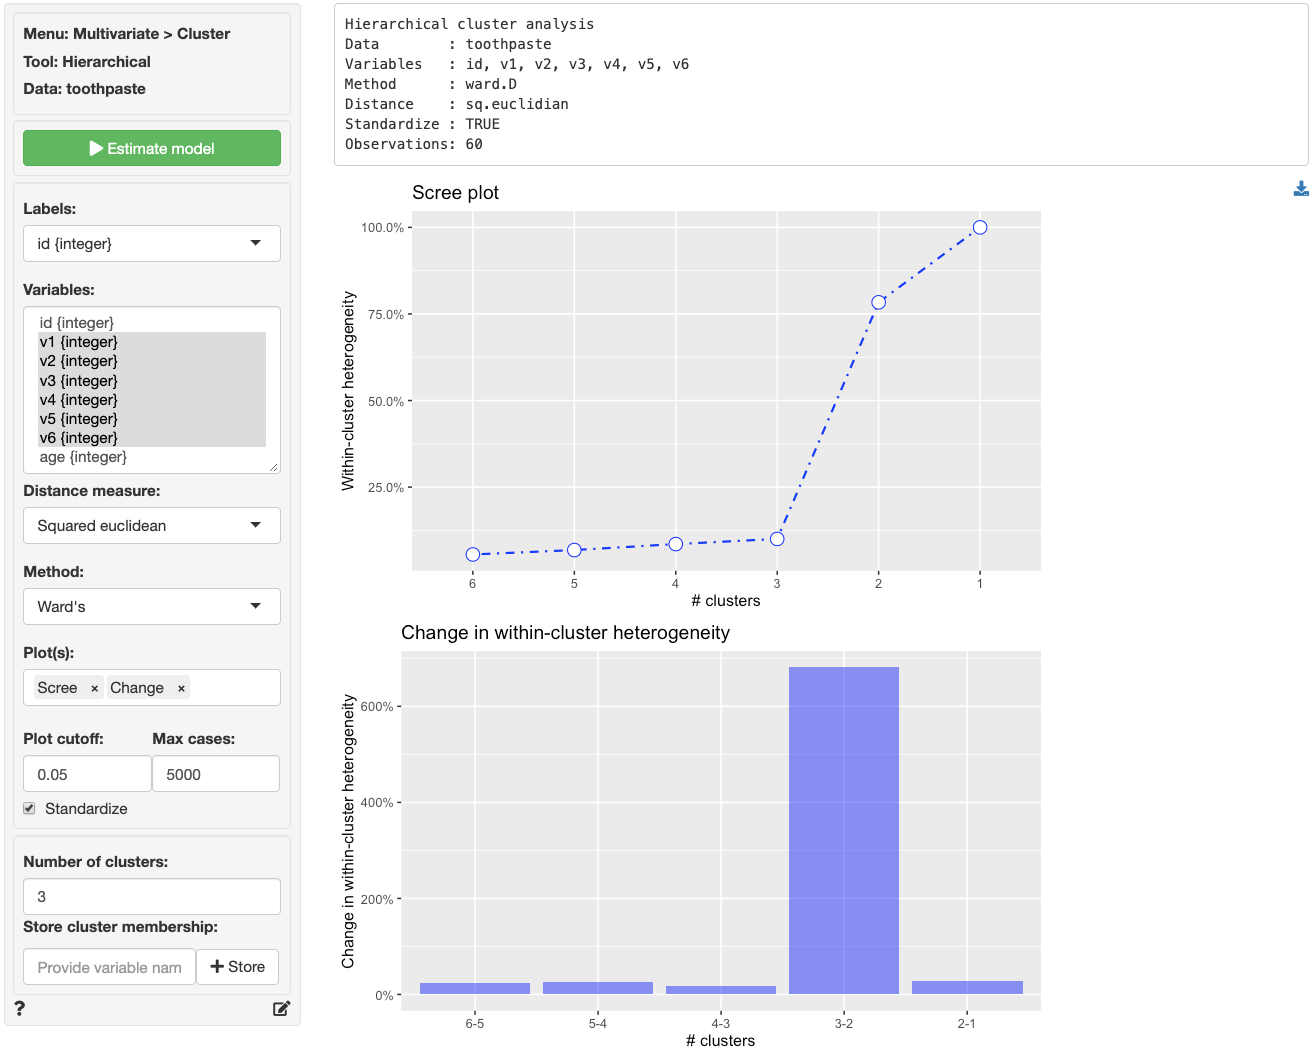 Menu: Multivariate > Cluster
Tool: Hierarchical
Data: toothpaste
Estimate model
Labels:
id {integer}
Variables:
id {integer}
v1 {integer}
v2 {integer}
v3 {integer}
v4 {integer}
v5 {integer}
v6 {integer}
age {integer}
Distance measure:
Squared euclidean
Method:
Ward's
Plot(s):
Scree × Change ×
Plot cutoff: Max cases:
0.05 5000
Standardize
Number of clusters:
3
Store cluster membership:
Provide variable nam + Store
?
Hierarchical cluster analysis
Data : toothpaste
Variables : id, v1, v2, v3, v4, v5, v6
Method : ward.D
Distance : sq.euclidian
Standardize : TRUE
Observations: 60
Scree plot
Within-cluster heterogeneity
100.0%
75.0%
50.0%
25.0%
6 5 4 3 2 1
# clusters
Change in within-cluster heterogeneity
Change in within-cluster heterogeneity
600%
400%
200%
0%
6-5 5-4 4-3 3-2 2-1
# clusters